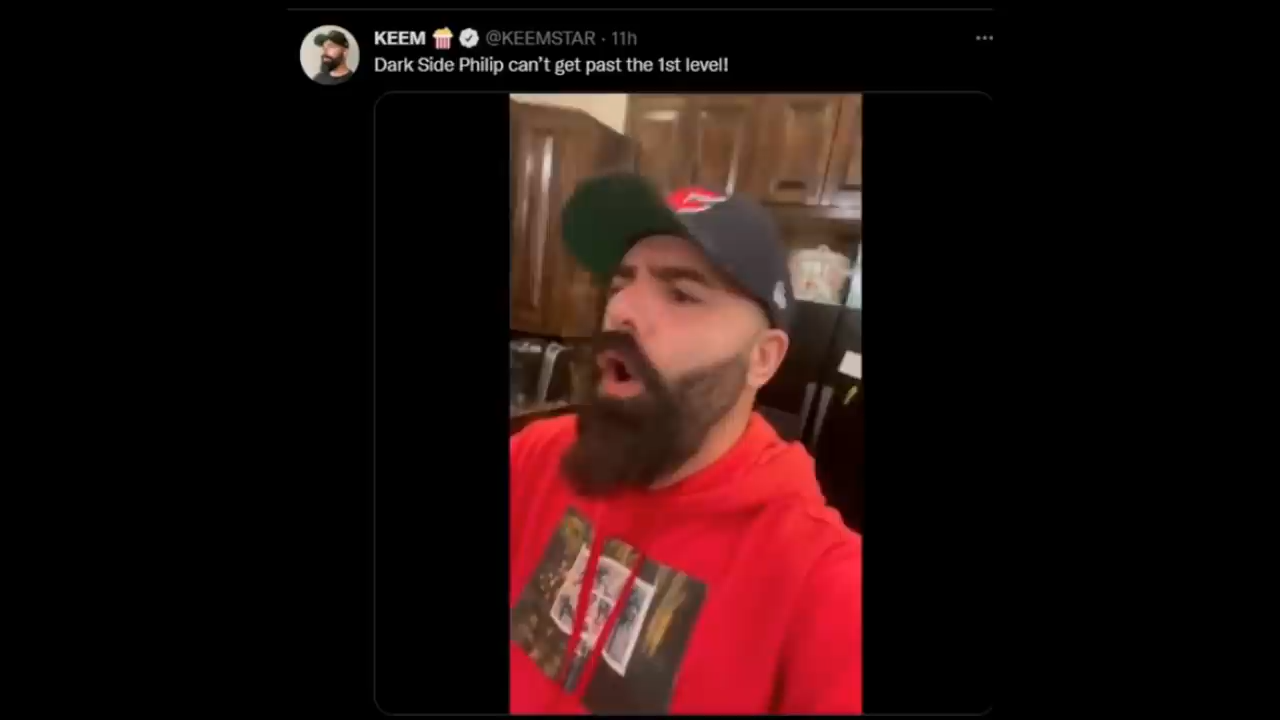 KEEM 🍿 @KEEMSTAR · 11h
Dark Side Philip can't get past the 1st level!